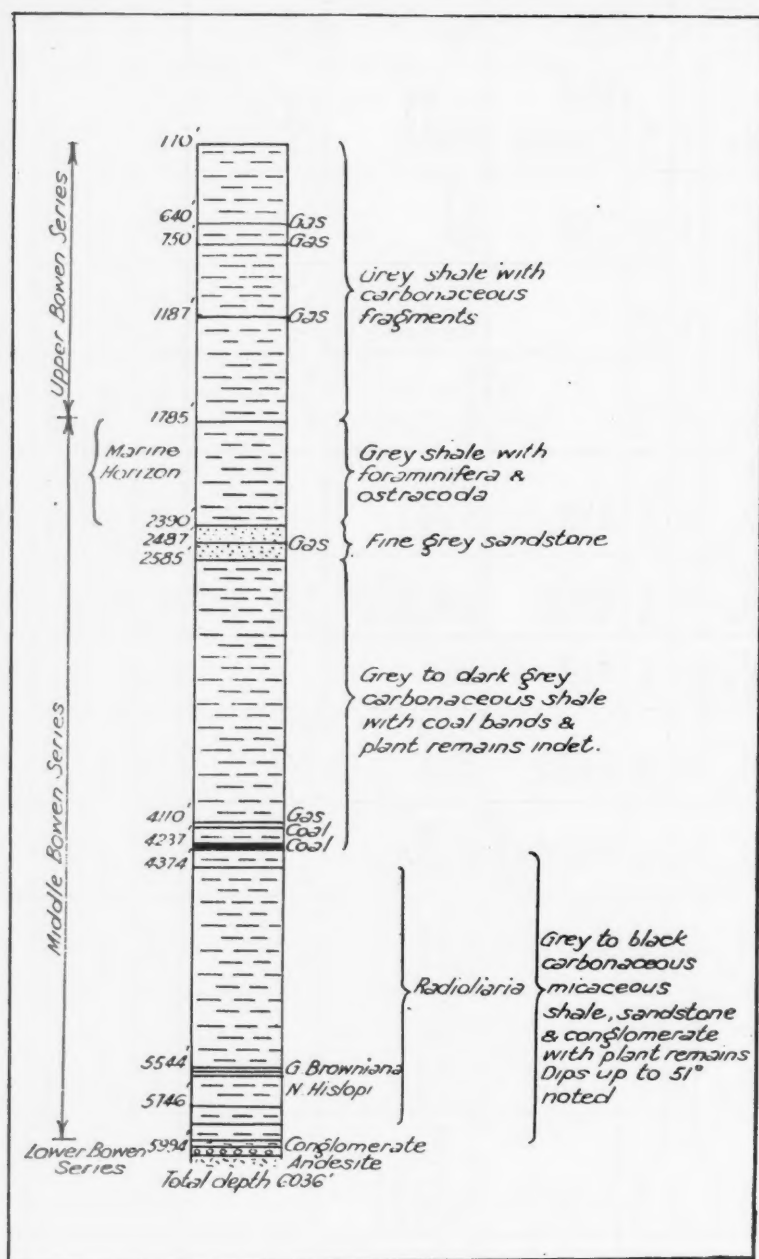 110'
640'
Gas
750'
Gas
1187'
Gas
Grey shale with
carbonaceous
fragments
Upper Bowen Series
1785'
Marine
Horizon
Grey shale with
foraminifera &
ostracoda
2390'
2487'
Gas
Fine grey sandstone
2585'
Grey to dark grey
carbonaceous shale
with coal bands &
plant remains indet.
Middle Bowen Series
4110'
Gas
Coal
4237'
Coal
4374'
Radioliaria
Grey to black
carbonaceous
micaceous
shale, sandstone
& conglomerate
with plant remains
Dips up to 51°
noted
5544'
G. Browniana
N. Hislopi
5746'
Lower Bowen
Series
5994'
Conglomerate
Andesite
Total depth 6036'